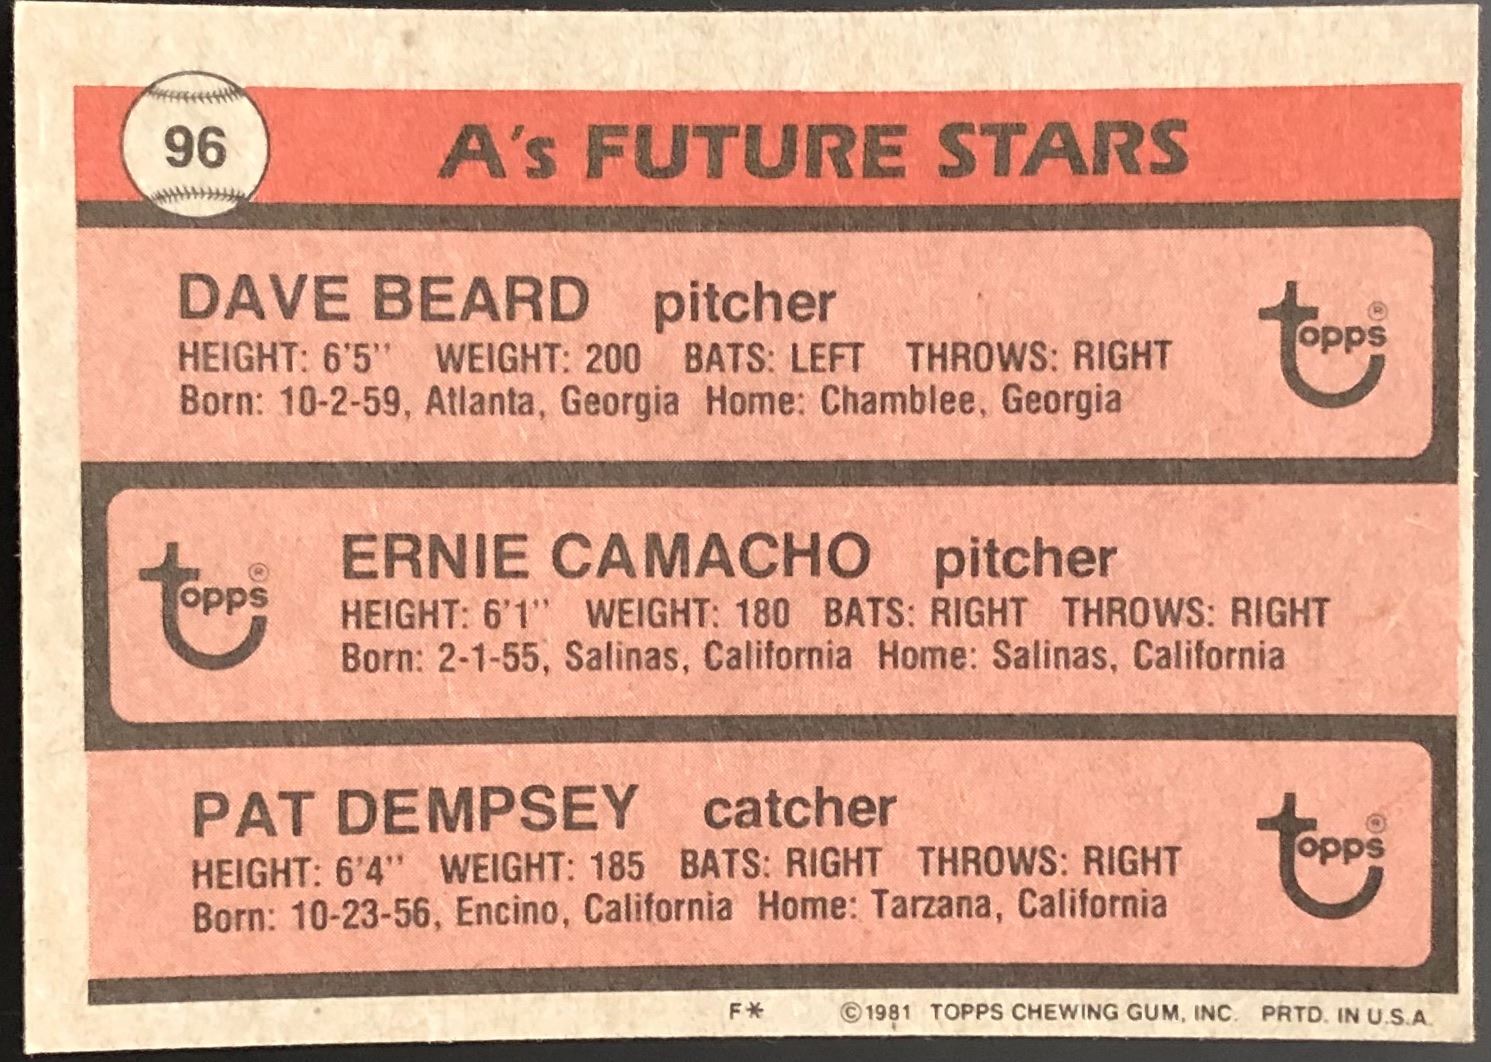 96
A's FUTURE STARS
DAVE BEARD pitcher
HEIGHT: 6'5" WEIGHT: 200 BATS: LEFT THROWS: RIGHT
Born: 10-2-59, Atlanta, Georgia Home: Chamblee, Georgia
topps®
topps®
ERNIE CAMACHO pitcher
HEIGHT: 6'1" WEIGHT: 180 BATS: RIGHT THROWS: RIGHT
Born: 2-1-55, Salinas, California Home: Salinas, California
PAT DEMPSEY catcher
HEIGHT: 6'4" WEIGHT: 185 BATS: RIGHT THROWS: RIGHT
Born: 10-23-56, Encino, California Home: Tarzana, California
topps®
F* ©1981 TOPPS CHEWING GUM, INC. PRTD. IN U.S.A.